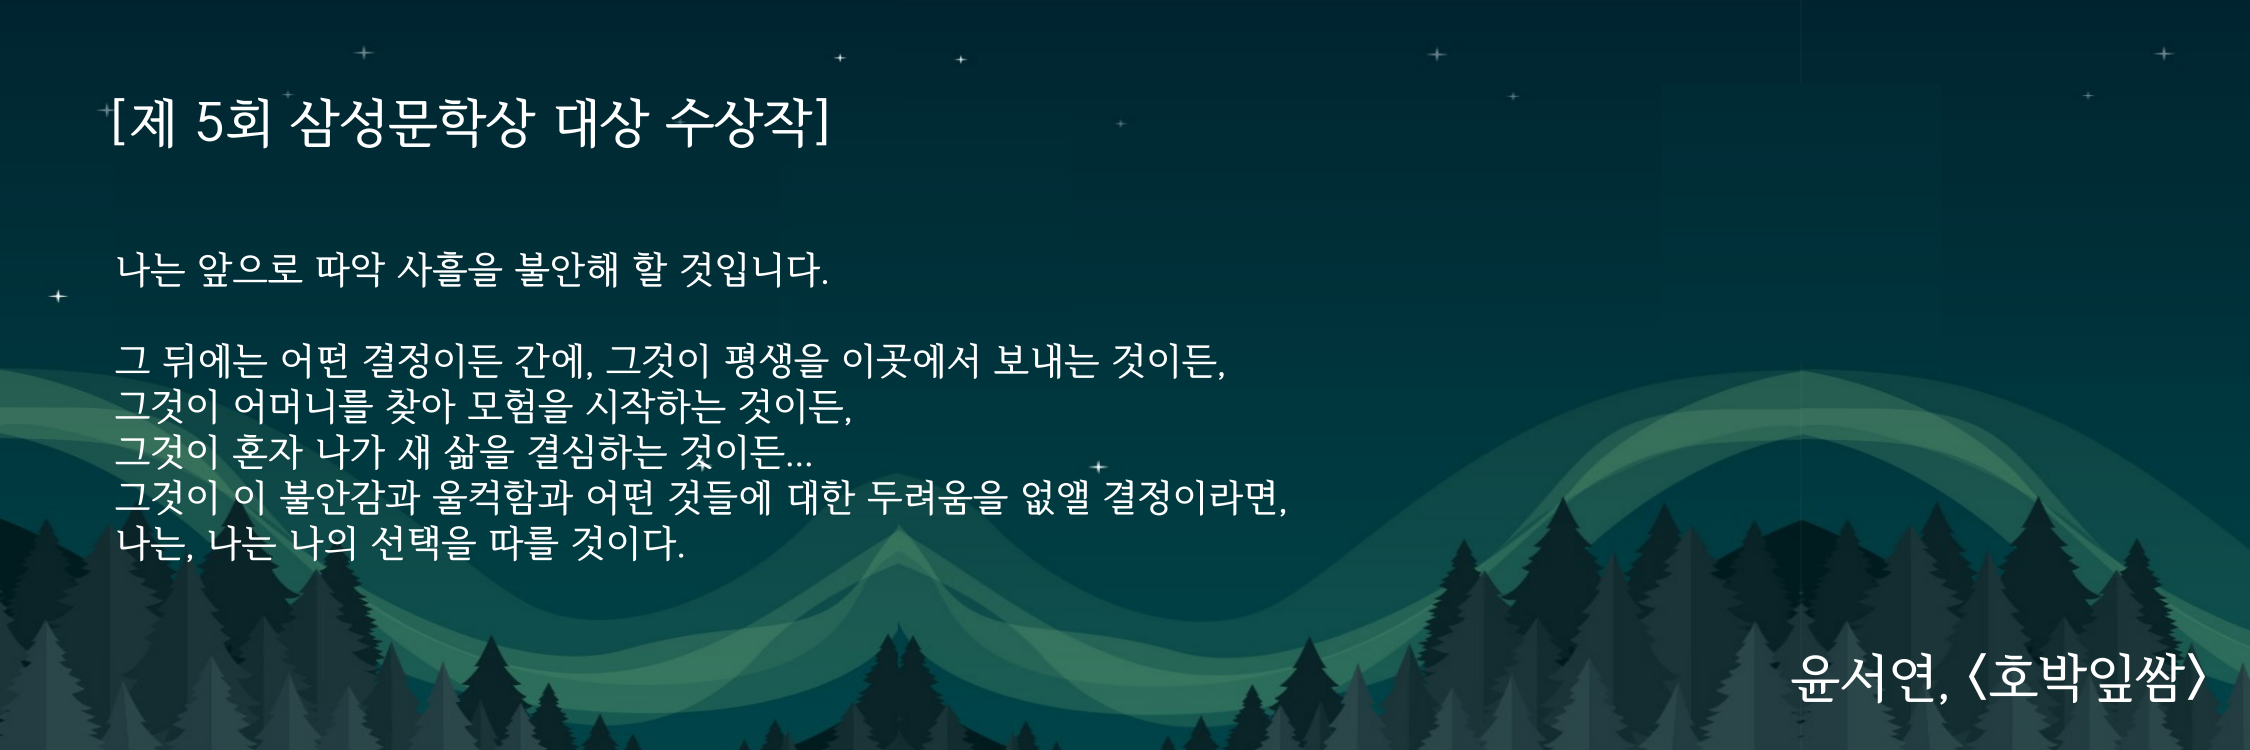 [제 5회 삼성문학상 대상 수상작]
나는 앞으로 따악 사흘을 불안해 할 것입니다.
그 뒤에는 어떤 결정이든 간에, 그것이 평생을 이곳에서 보내는 것이든,
그것이 어머니를 찾아 모험을 시작하는 것이든,
그것이 혼자 나가 새 삶을 결심하는 것이든...
그것이 이 불안감과 울컥함과 어떤 것들에 대한 두려움을 없앨 결정이라면,
나는, 나는 나의 선택을 따를 것이다.
윤서연, <호박잎쌈>